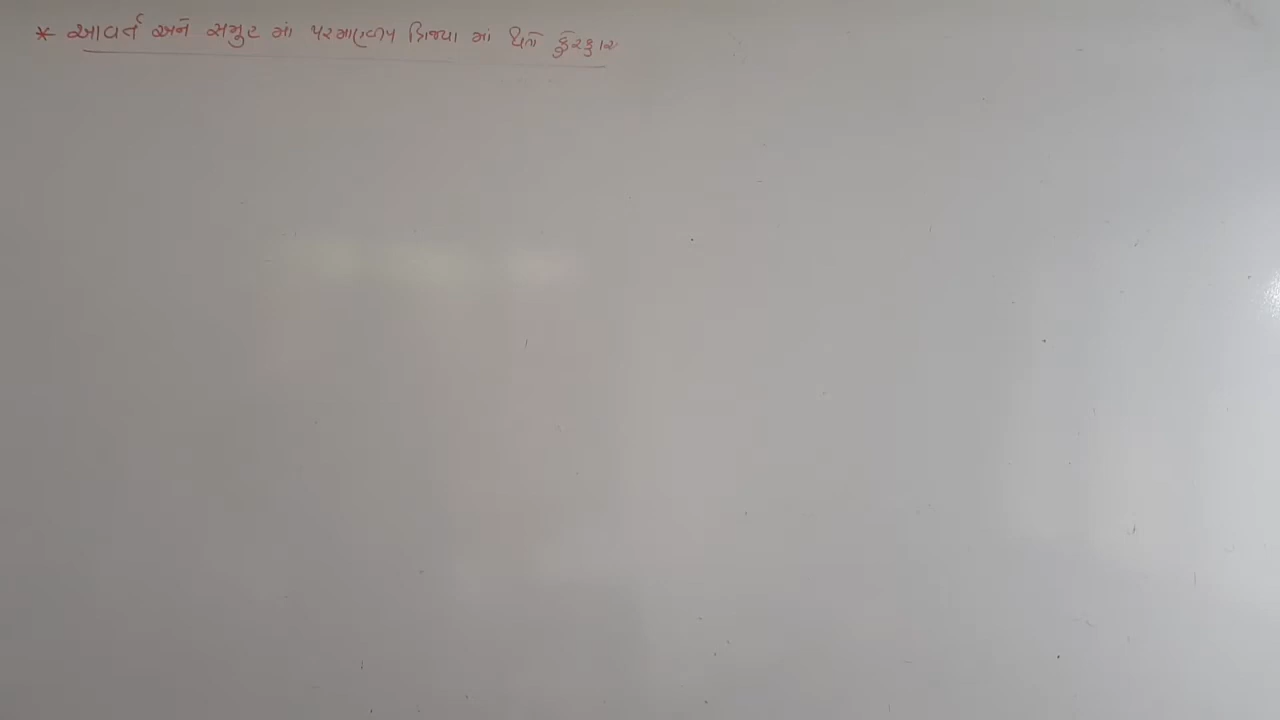 * આવર્ત અને સમુહ માં પરમાણ્વીય ત્રિજ્યા માં થતો ફેરફાર